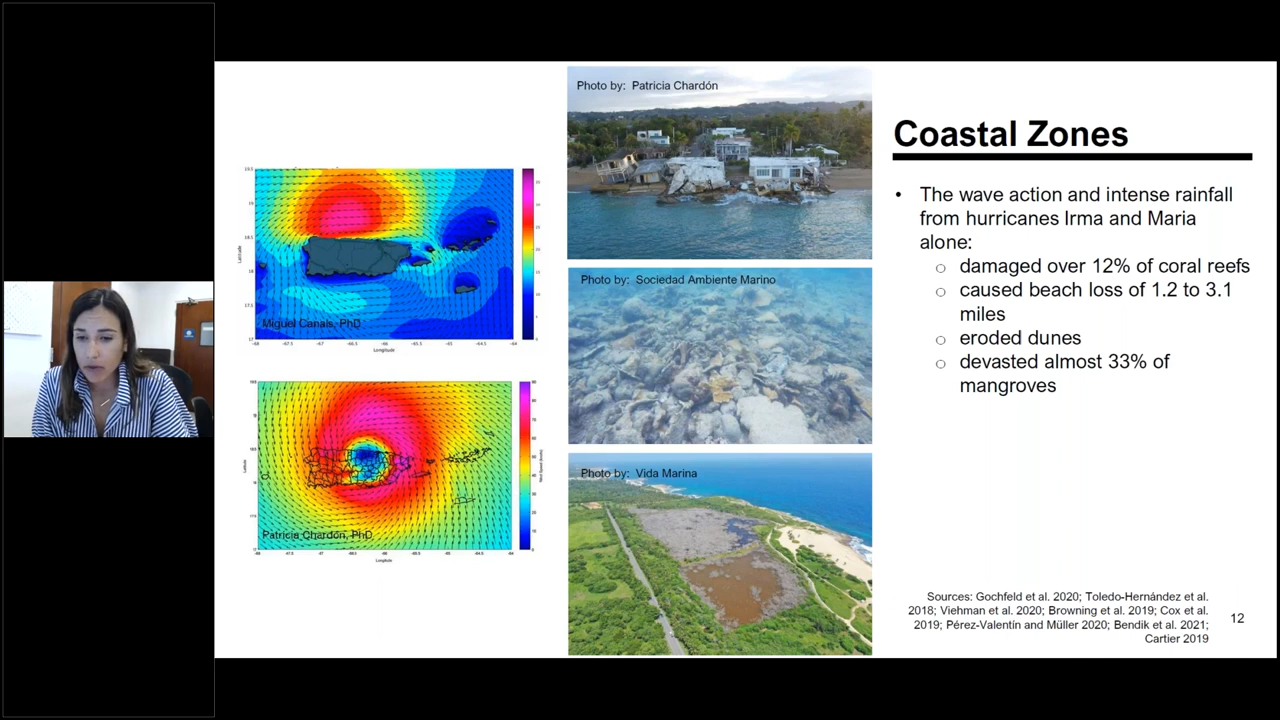 Photo by: Patricia Chardón
Coastal Zones
• The wave action and intense rainfall
from hurricanes Irma and Maria
alone:
o damaged over 12% of coral reefs
o caused beach loss of 1.2 to 3.1
miles
o eroded dunes
o devasted almost 33% of
mangroves
Photo by: Sociedad Ambiente Marino
Photo by: Vida Marina
Miguel Canals, PhD
Latitude
Longitude
Patricia Chardón, PhD
Longitude
Sources: Gochfeld et al. 2020; Toledo-Hernández et al.
2018; Viehman et al. 2020; Browning et al. 2019; Cox et al.
2019; Pérez-Valentín and Müller 2020; Bendik et al. 2021;
Cartier 2019
12